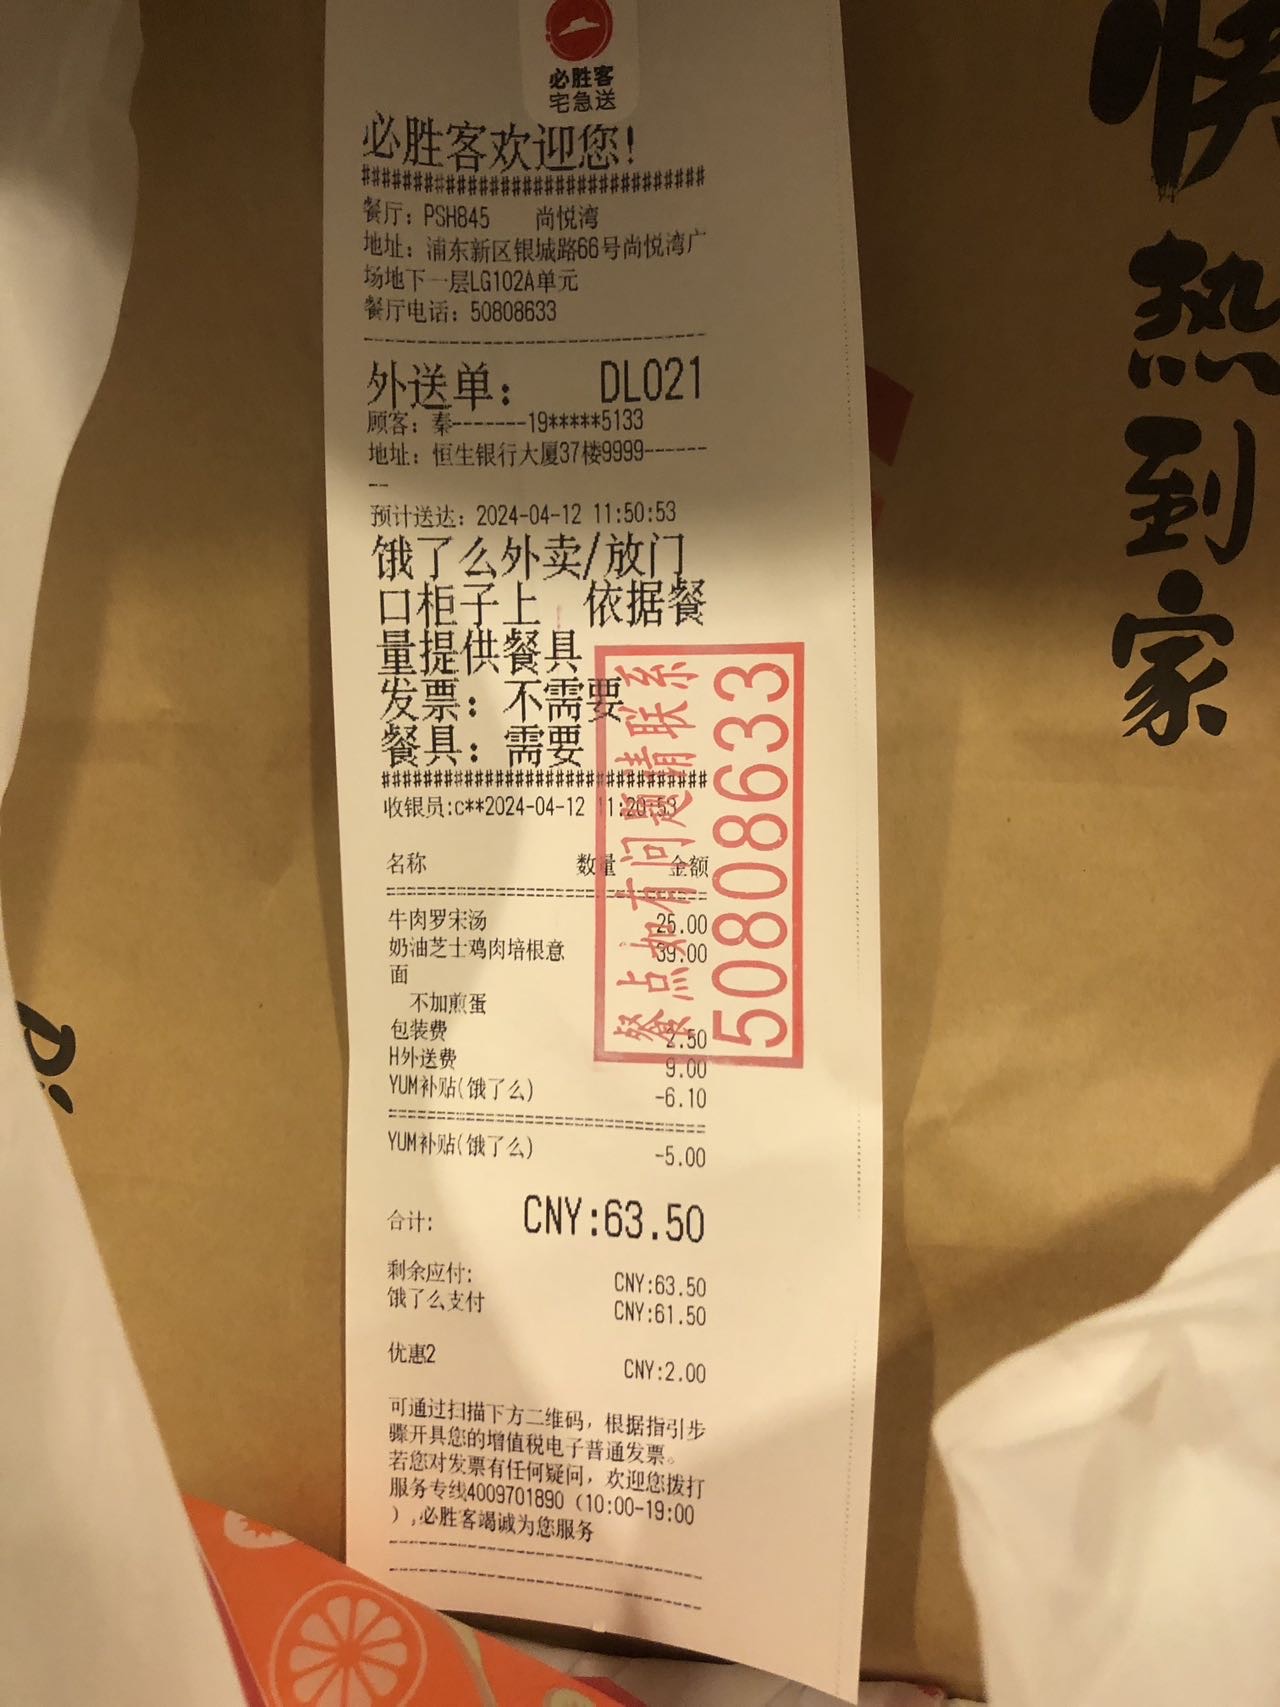 必胜客
宅急送
必胜客欢迎您!
########################################
餐厅: PSH845 尚悦湾
地址: 浦东新区银城路66号尚悦湾广
场地下一层LG102A单元
餐厅电话: 50808633
外送单: DL021
顾客: 秦-------19*****5133
地址: 恒生银行大厦37楼9999------
--
预计送达: 2024-04-12 11:50:53
饿了么外卖/放门
口柜子上 依据餐
量提供餐具
发票: 不需要
餐具: 需要
########################################
收银员:c**2024-04-12 11:20:53
名称 数量 金额
牛肉罗宋汤 25.00
奶油芝士鸡肉培根意 39.00
面
不加煎蛋
包装费 2.50
H外送费 9.00
YUM补贴(饿了么) -6.10
YUM补贴(饿了么) -5.00
合计: CNY:63.50
剩余应付: CNY:63.50
饿了么支付 CNY:61.50
优惠2 CNY:2.00
可通过扫描下方二维码, 根据指引步
骤开具您的增值税电子普通发票。
若您对发票有任何疑问, 欢迎您拨打
服务专线4009701890 (10:00-19:00
),必胜客竭诚为您服务
餐点如有问题请联系
50808633
快
热
到
家